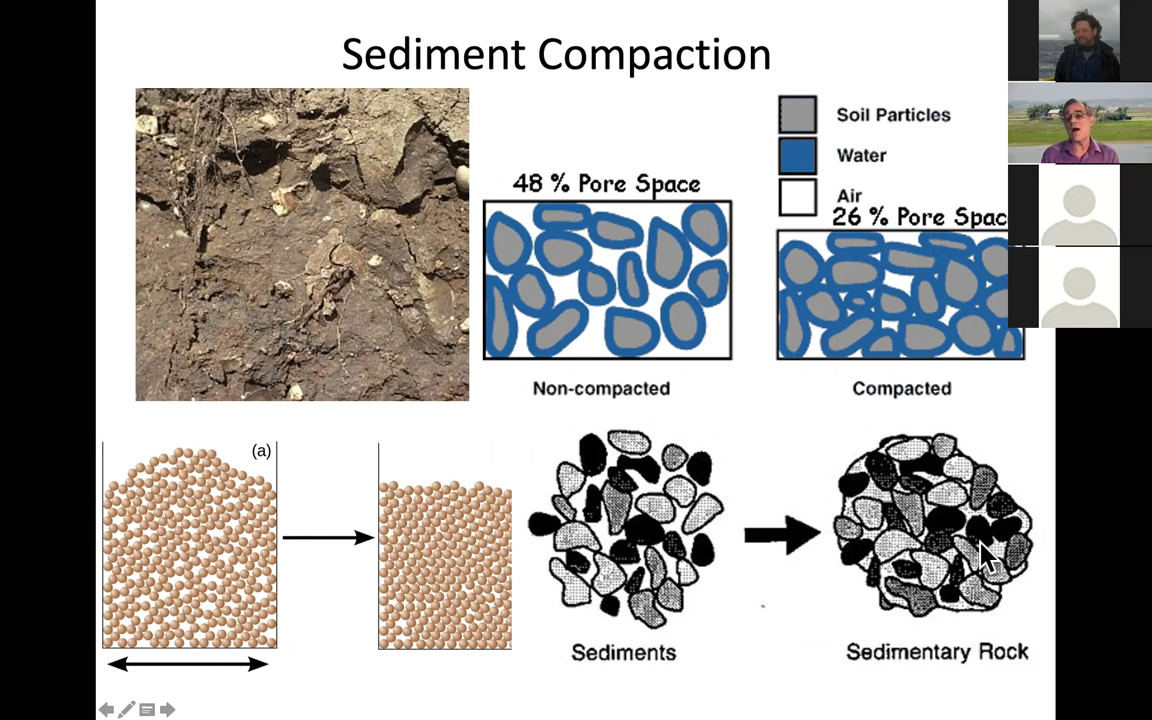 Sediment Compaction
Soil Particles
Water
Air
48 % Pore Space
26 % Pore Spac
Non-compacted
Compacted
(a)
Sediments
Sedimentary Rock